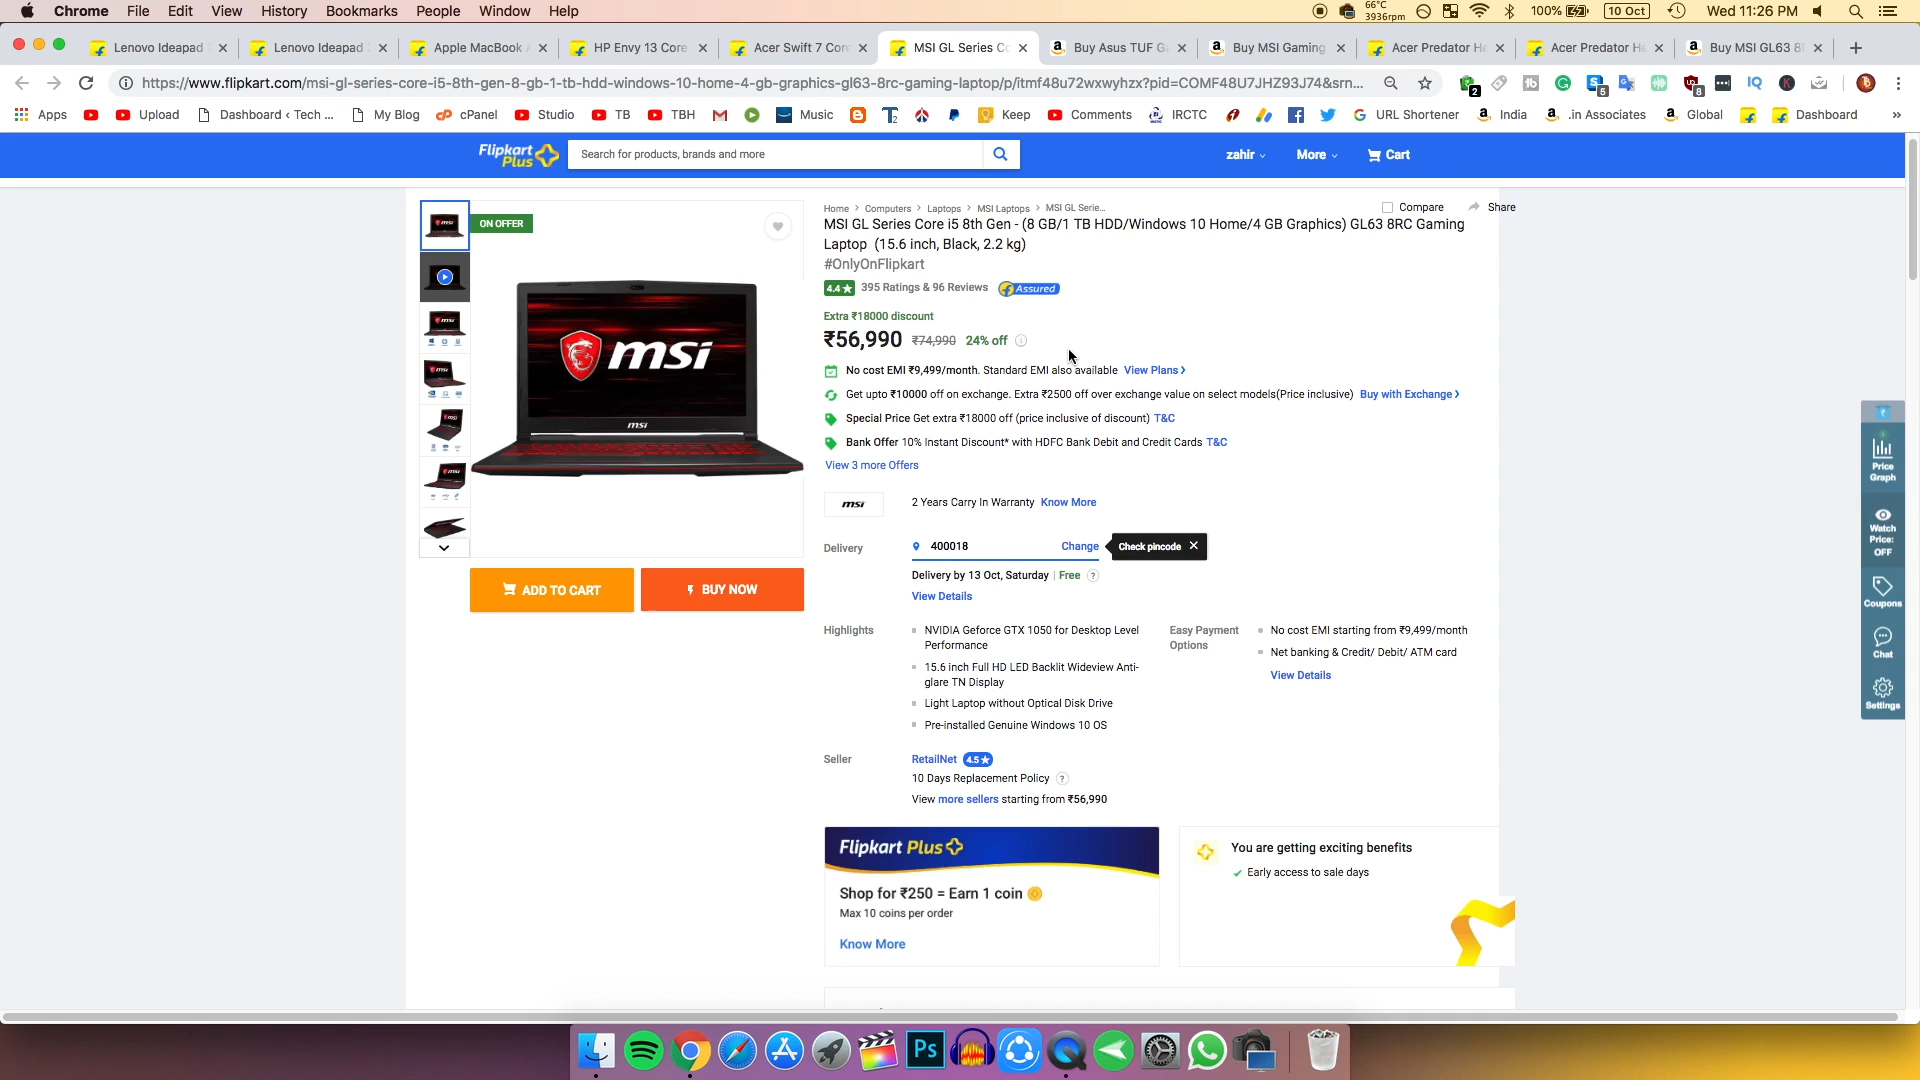 Chrome File Edit View History Bookmarks People Window Help
66°C
3936rpm
100%
10 Oct
Wed 11:26 PM
Lenovo Ideapad
Lenovo Ideapad
Apple MacBook
HP Envy 13 Core
Acer Swift 7 Core
MSI GL Series Co
Buy Asus TUF G
Buy MSI Gaming
Acer Predator He
Acer Predator He
Buy MSI GL63 8
https://www.flipkart.com/msi-gl-series-core-i5-8th-gen-8-gb-1-tb-hdd-windows-10-home-4-gb-graphics-gl63-8rc-gaming-laptop/p/itmf48u72wxwyhzx?pid=COMF48U7JHZ93J74&srn...
2
5
8
IQ
K
Apps Upload Dashboard ‹ Tech ... My Blog cPanel Studio TB TBH Music Keep Comments IRCTC URL Shortener India .in Associates Global Dashboard »
Flipkart
Plus
Search for products, brands and more
zahir
More
Cart
ON OFFER
msi
msi
ADD TO CART
BUY NOW
Home > Computers > Laptops > MSI Laptops > MSI GL Serie...
Compare
Share
MSI GL Series Core i5 8th Gen - (8 GB/1 TB HDD/Windows 10 Home/4 GB Graphics) GL63 8RC Gaming
Laptop (15.6 inch, Black, 2.2 kg)
#OnlyOnFlipkart
4.4 ★ 395 Ratings & 96 Reviews Assured
Extra ₹18000 discount
₹56,990 ₹74,990 24% off
No cost EMI ₹9,499/month. Standard EMI also available View Plans >
Get upto ₹10000 off on exchange. Extra ₹2500 off over exchange value on select models(Price inclusive) Buy with Exchange >
Special Price Get extra ₹18000 off (price inclusive of discount) T&C
Bank Offer 10% Instant Discount* with HDFC Bank Debit and Credit Cards T&C
View 3 more Offers
msi
2 Years Carry In Warranty Know More
Delivery
400018
Change
Check pincode ✕
Delivery by 13 Oct, Saturday | Free ?
View Details
Highlights
NVIDIA Geforce GTX 1050 for Desktop Level
Performance
15.6 inch Full HD LED Backlit Wideview Anti-
glare TN Display
Light Laptop without Optical Disk Drive
Pre-installed Genuine Windows 10 OS
Easy Payment
Options
No cost EMI starting from ₹9,499/month
Net banking & Credit/ Debit/ ATM card
View Details
Seller
RetailNet 4.5 ★
10 Days Replacement Policy ?
View more sellers starting from ₹56,990
Flipkart Plus
Shop for ₹250 = Earn 1 coin
Max 10 coins per order
Know More
You are getting exciting benefits
Early access to sale days
Price
Graph
Watch
Price:
OFF
Coupons
Chat
Settings
Ps